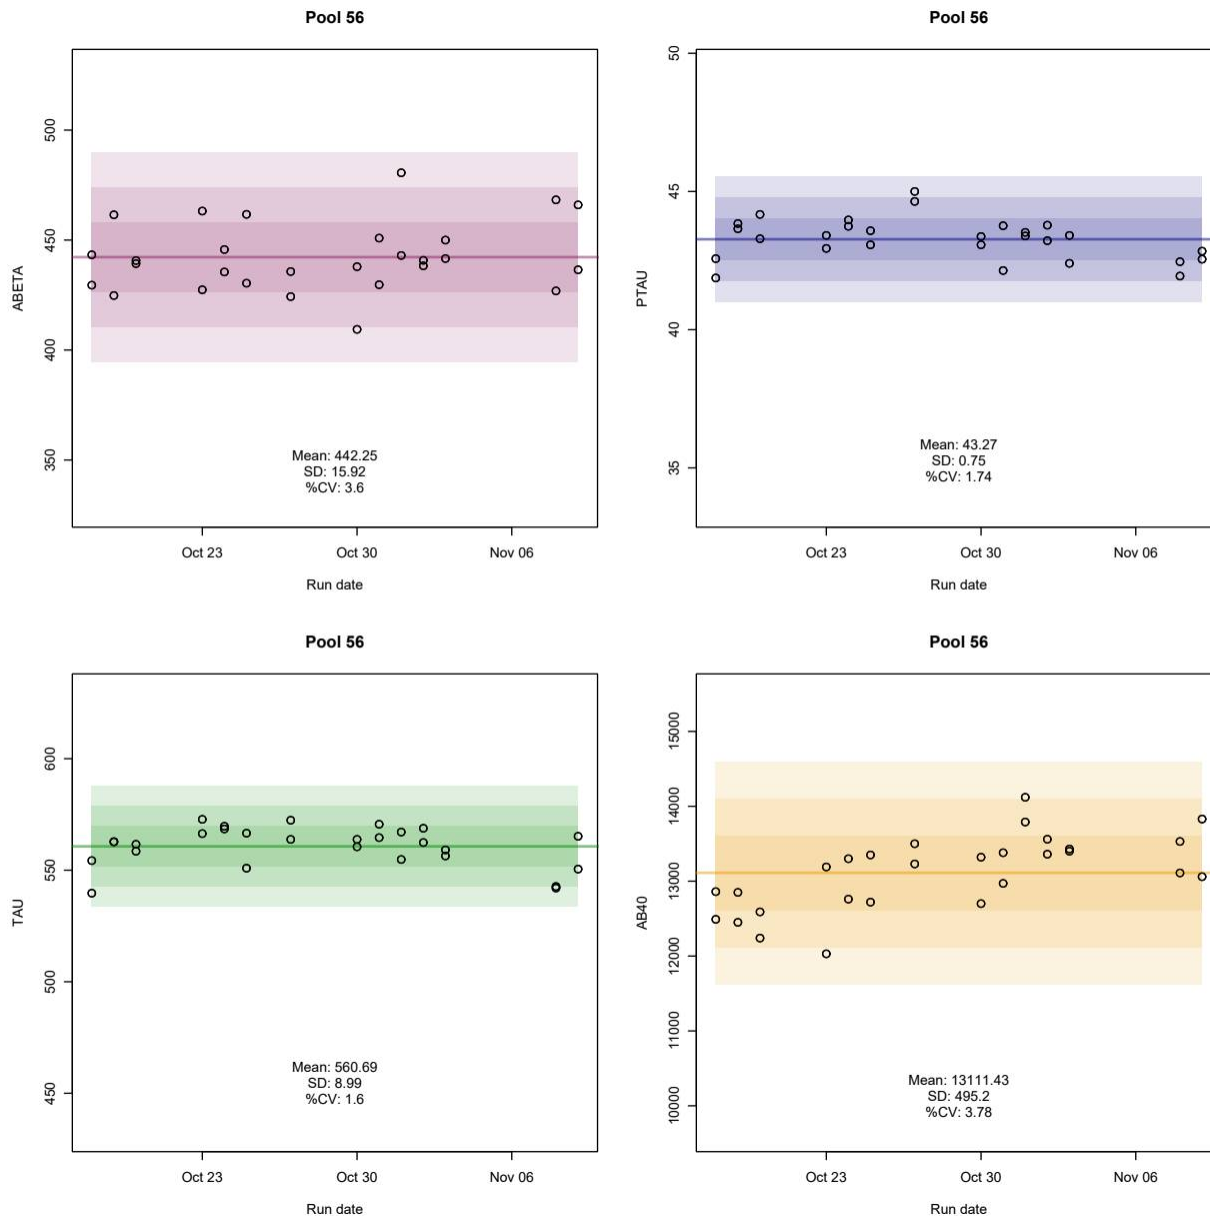 Pool 56
500
450
400
350
ABETA
Mean: 442.25
SD: 15.92
%CV: 3.6
Oct 23
Oct 30
Nov 06
Run date
Pool 56
50
45
40
35
PTAU
Mean: 43.27
SD: 0.75
%CV: 1.74
Oct 23
Oct 30
Nov 06
Run date
Pool 56
600
550
500
450
TAU
Mean: 560.69
SD: 8.99
%CV: 1.6
Oct 23
Oct 30
Nov 06
Run date
Pool 56
15000
14000
13000
12000
11000
10000
AB40
Mean: 13111.43
SD: 495.2
%CV: 3.78
Oct 23
Oct 30
Nov 06
Run date